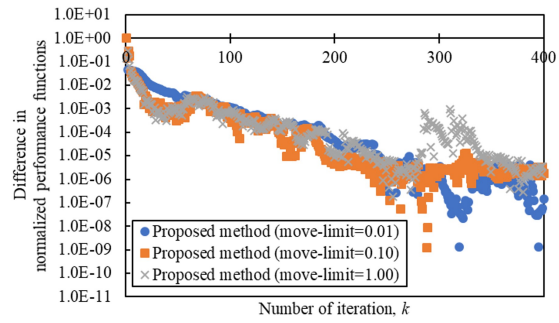 1.0E+01
1.0E+00
0 100 200 300 400
1.0E-01
1.0E-02
1.0E-03
1.0E-04
1.0E-05
1.0E-06
1.0E-07
1.0E-08
1.0E-09
1.0E-10
1.0E-11
Difference in
normalized performance functions
Proposed method (move-limit=0.01)
Proposed method (move-limit=0.10)
Proposed method (move-limit=1.00)
Number of iteration, k